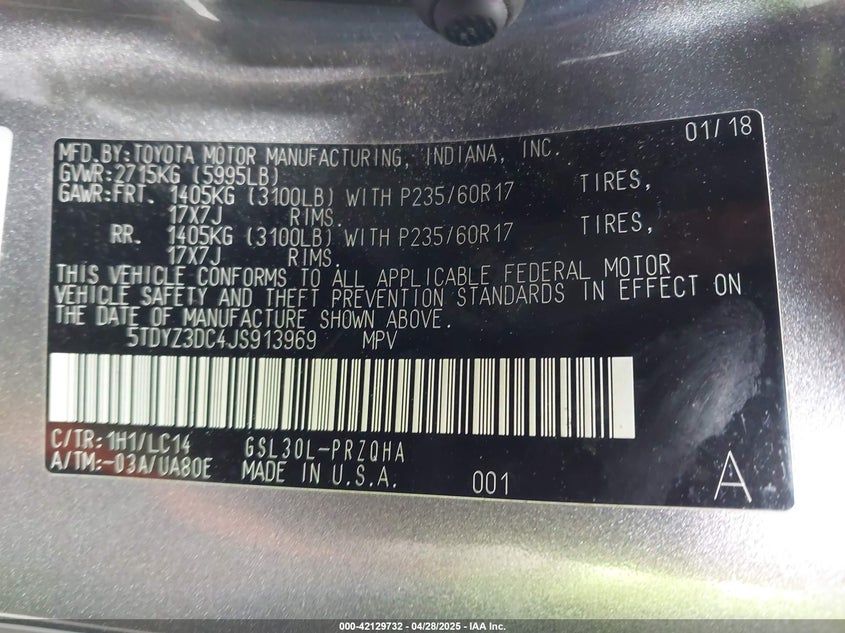 01/18
MFD.BY:TOYOTA MOTOR MANUFACTURING, INDIANA, INC.
GVWR:2715KG (5995LB)
GAWR:FRT. 1405KG (3100LB) WITH P235/60R17 TIRES,
17X7J RIMS.
RR. 1405KG (3100LB) WITH P235/60R17 TIRES,
17X7J RIMS.
THIS VEHICLE CONFORMS TO ALL APPLICABLE FEDERAL MOTOR
VEHICLE SAFETY AND THEFT PREVENTION STANDARDS IN EFFECT ON
THE DATE OF MANUFACTURE SHOWN ABOVE.
5TDYZ3DC4JS913969 MPV
C/TR:1H1/LC14 GSL30L-PRZQHA
A/TM:-03A/UA80E MADE IN U.S.A. 001 A
000-42129732 - 04/28/2025 - IAA Inc.